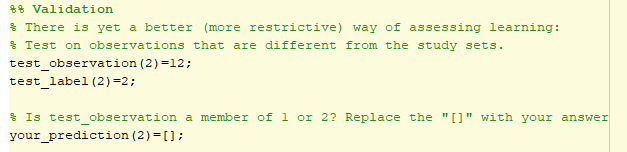 %% Validation
% There is yet a better (more restrictive) way of assessing learning:
% Test on observations that are different from the study sets.
test_observation(2)=12;
test_label(2)=2;
% Is test_observation a member of 1 or 2? Replace the "[]" with your answer
your_prediction(2)=[];